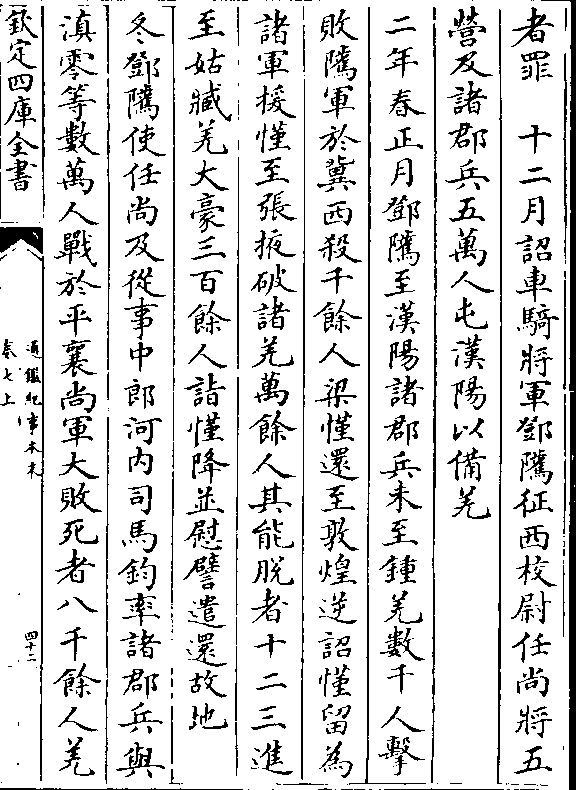 者罪　十二月詔車騎將軍鄧隲征西校尉任尚將五
營及諸郡兵五萬人屯漢陽以備羌
二年春正月鄧隲至漢陽諸郡兵未至鍾羌數千人擊
敗隲軍於冀西殺千餘人梁慬還至敦煌逆詔慬留為
諸軍援慬至張掖破諸羌萬餘人其能脱者十二三進
至姑臧羌大豪三百餘人詣慬降並慰譬遣還故地
冬鄧隲使任尚及從事中郎河内司馬鈞率諸郡兵與
滇零等數萬人戰於平襄尚軍大敗死者八千餘人羌
欽定四庫全書
通鑑紀事本末
卷七上
四十二